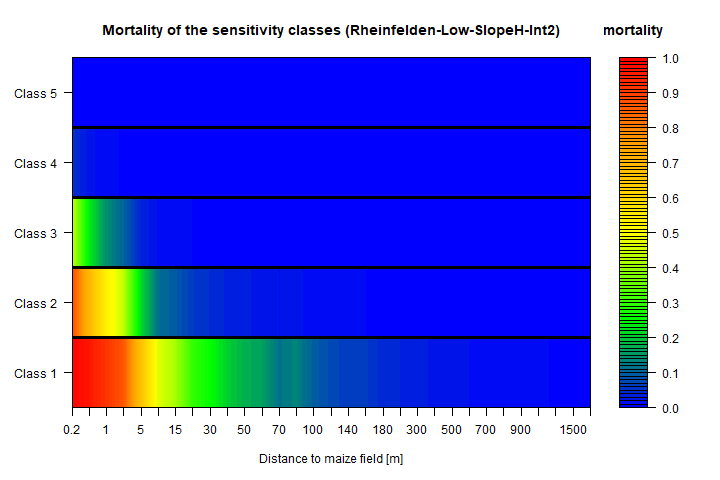 Mortality of the sensitivity classes (Rheinfelden-Low-SlopeH-Int2)
mortality
Class 5
Class 4
Class 3
Class 2
Class 1
1.0
0.9
0.8
0.7
0.6
0.5
0.4
0.3
0.2
0.1
0.0
0.2 1 5 15 30 50 70 100 140 180 300 500 700 900 1500
Distance to maize field [m]